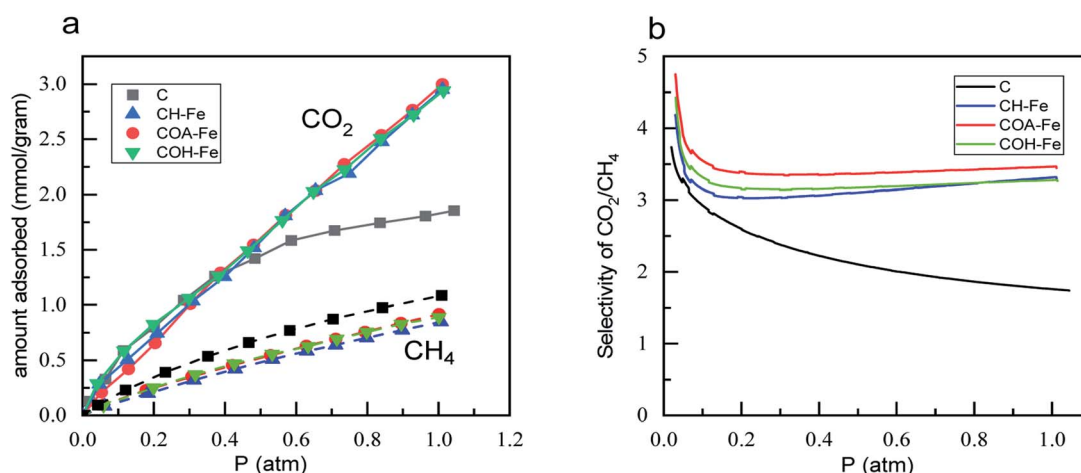 a
amount adsorbed (mmol/gram)
3.0
2.5
2.0
1.5
1.0
0.5
0.0
C
CH-Fe
COA-Fe
COH-Fe
CO2
CH4
0.0 0.2 0.4 0.6 0.8 1.0 1.2
P (atm)
b
Selectivity of CO2/CH4
5
4
3
2
1
0
C
CH-Fe
COA-Fe
COH-Fe
0.0 0.2 0.4 0.6 0.8 1.0
P (atm)